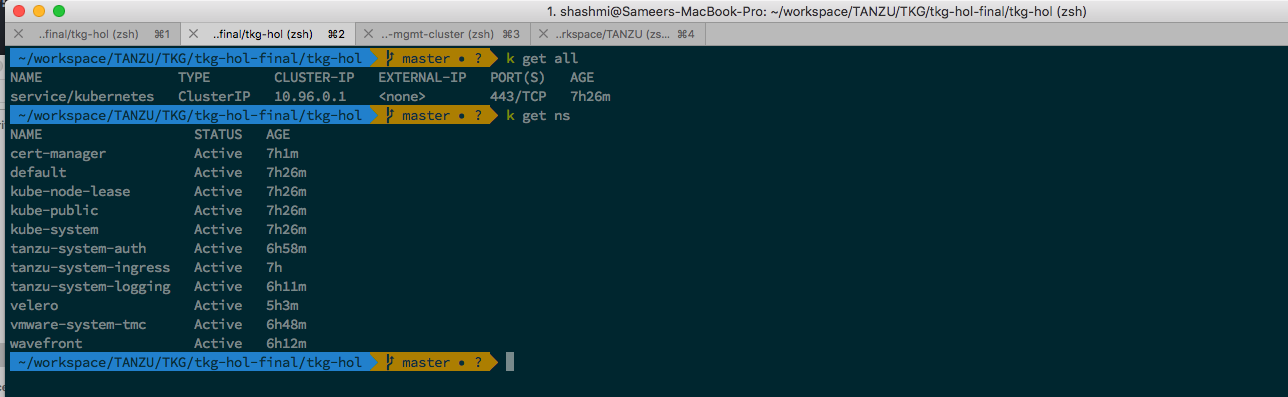 1. shashmi@Sameers-MacBook-Pro: ~/workspace/TANZU/TKG/tkg-hol-final/tkg-hol (zsh)
..final/tkg-hol (zsh) ⌘1 ..final/tkg-hol (zsh) ⌘2 ..-mgmt-cluster (zsh) ⌘3 ..rkspace/TANZU (zs... ⌘4
~/workspace/TANZU/TKG/tkg-hol-final/tkg-hol master • ? k get all
NAME TYPE CLUSTER-IP EXTERNAL-IP PORT(S) AGE
service/kubernetes ClusterIP 10.96.0.1 <none> 443/TCP 7h26m
~/workspace/TANZU/TKG/tkg-hol-final/tkg-hol master • ? k get ns
NAME STATUS AGE
cert-manager Active 7h1m
default Active 7h26m
kube-node-lease Active 7h26m
kube-public Active 7h26m
kube-system Active 7h26m
tanzu-system-auth Active 6h58m
tanzu-system-ingress Active 7h
tanzu-system-logging Active 6h11m
velero Active 5h3m
vmware-system-tmc Active 6h48m
wavefront Active 6h12m
~/workspace/TANZU/TKG/tkg-hol-final/tkg-hol master • ?